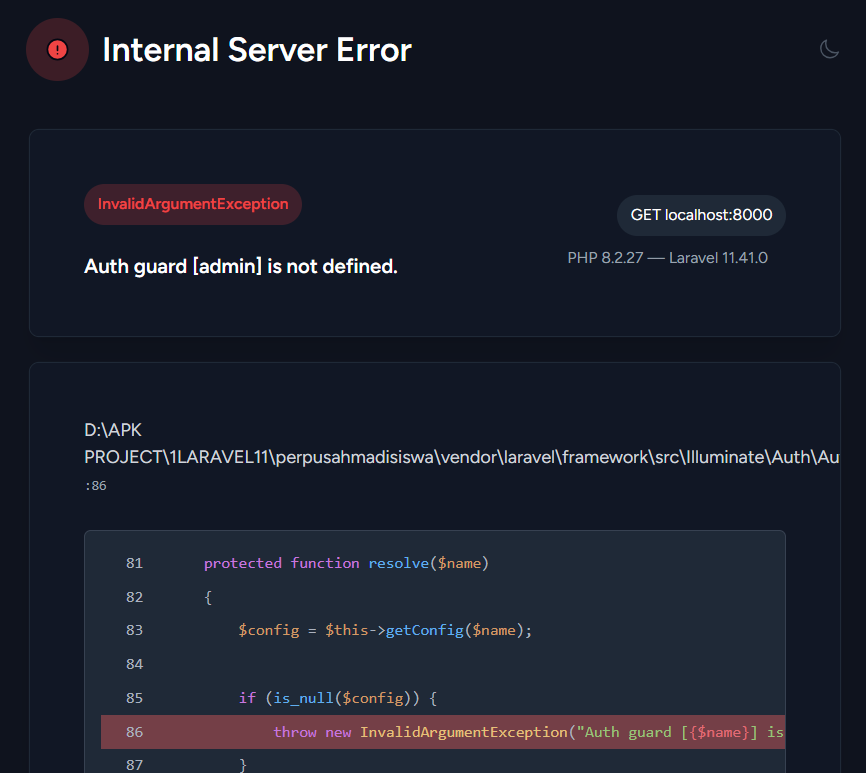 Internal Server Error
InvalidArgumentException
GET localhost:8000
Auth guard [admin] is not defined.
PHP 8.2.27 — Laravel 11.41.0
D:\APK
PROJECT\1LARAVEL11\perpusahmadisiswa\vendor\laravel\framework\src\Illuminate\Auth\Au
:86
81 protected function resolve($name)
82 {
83 $config = $this->getConfig($name);
84
85 if (is_null($config)) {
86 throw new InvalidArgumentException("Auth guard [{$name}] is
87 }